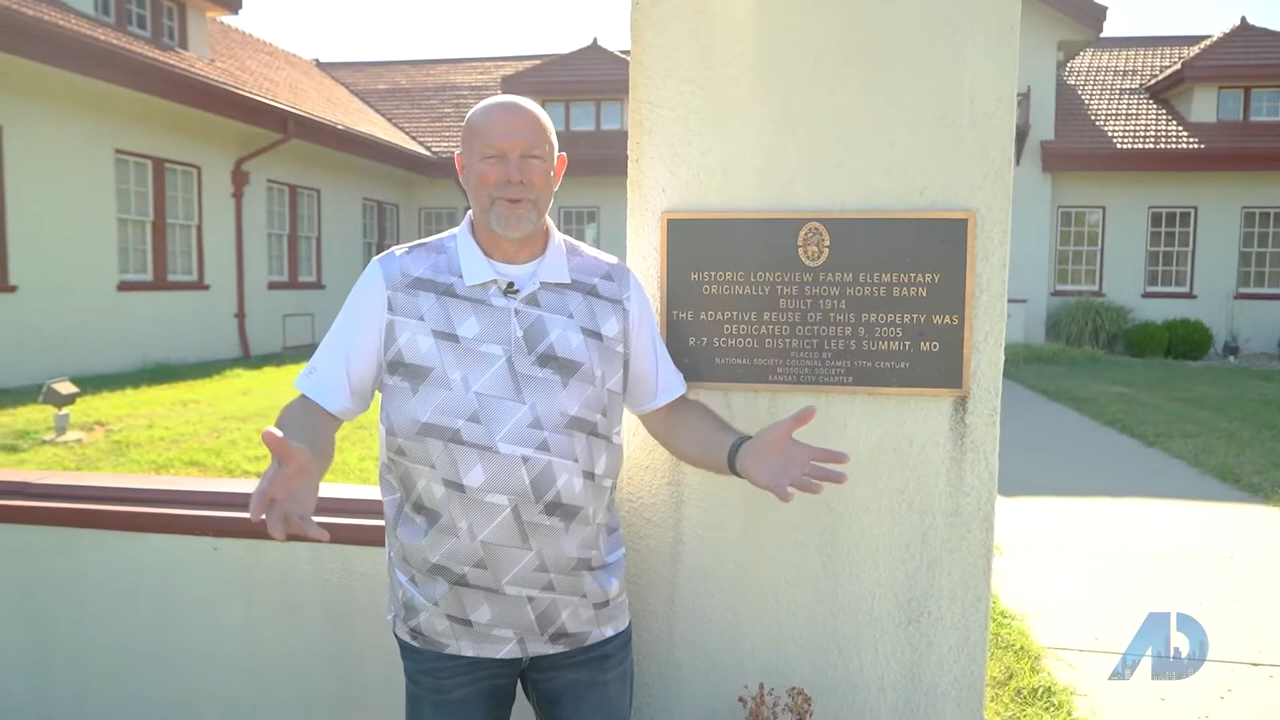 HISTORIC LONGVIEW FARM ELEMENTARY
ORIGINALLY THE SHOW HORSE BARN
BUILT 1914
THE ADAPTIVE REUSE OF THIS PROPERTY WAS
DEDICATED OCTOBER 9, 2005
R-7 SCHOOL DISTRICT LEE'S SUMMIT, MO
PLACED BY
NATIONAL SOCIETY COLONIAL DAMES 17TH CENTURY
MISSOURI SOCIETY
KANSAS CITY CHAPTER
AD